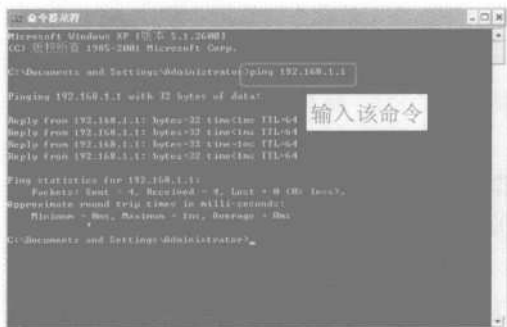 命令提示符
Microsoft Windows XP [版本 5.1.2600]
(C) 版权所有 1985-2001 Microsoft Corp.
C:\Documents and Settings\Administrator>ping 192.168.1.1
Pinging 192.168.1.1 with 32 bytes of data:
输入该命令
Reply from 192.168.1.1: bytes=32 time<1ms TTL=64
Reply from 192.168.1.1: bytes=32 time<1ms TTL=64
Reply from 192.168.1.1: bytes=32 time<1ms TTL=64
Reply from 192.168.1.1: bytes=32 time<1ms TTL=64
Ping statistics for 192.168.1.1:
Packets: Sent = 4, Received = 4, Lost = 0 (0% loss),
Approximate round trip times in milli-seconds:
Minimum = 0ms, Maximum = 1ms, Average = 0ms
C:\Documents and Settings\Administrator>_